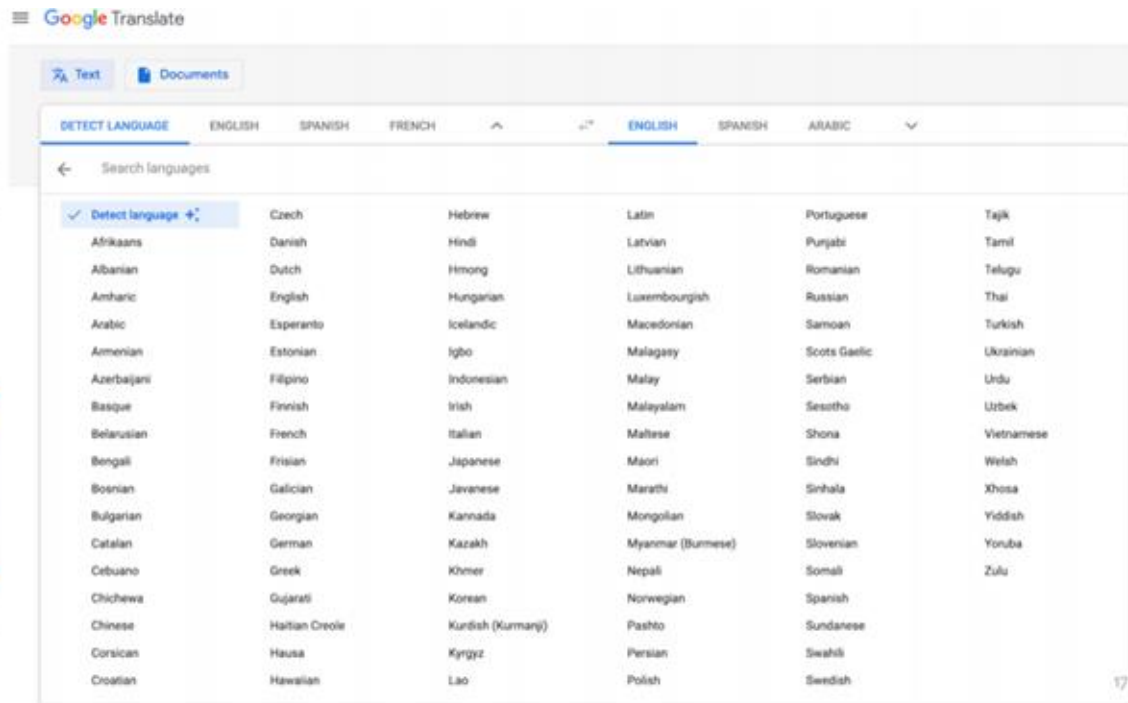 Google Translate
Text Documents
DETECT LANGUAGE ENGLISH SPANISH FRENCH ENGLISH SPANISH ARABIC
Search languages
Detect language Czech Hebrew Latin Portuguese Tajik
Afrikaans Danish Hindi Latvian Punjabi Tamil
Albanian Dutch Hmong Lithuanian Romanian Telugu
Amharic English Hungarian Luxembourgish Russian Thai
Arabic Esperanto Icelandic Macedonian Samoan Turkish
Armenian Estonian Igbo Malagasy Scots Gaelic Ukrainian
Azerbaijani Filipino Indonesian Malay Serbian Urdu
Basque Finnish Irish Malayalam Sesotho Uzbek
Belarusian French Italian Maltese Shona Vietnamese
Bengali Frisian Japanese Maori Sindhi Welsh
Bosnian Galician Javanese Marathi Sinhala Xhosa
Bulgarian Georgian Kannada Mongolian Slovak Yiddish
Catalan German Kazakh Myanmar (Burmese) Slovenian Yoruba
Cebuano Greek Khmer Nepali Somali Zulu
Chichewa Gujarati Korean Norwegian Spanish
Chinese Haitian Creole Kurdish (Kurmanji) Pashto Sundanese
Corsican Hausa Kyrgyz Persian Swahili
Croatian Hawaiian Lao Polish Swedish
17